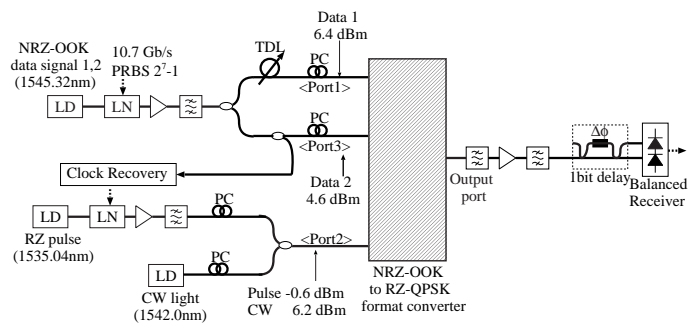 NRZ-OOK
data signal 1,2
(1545.32nm)
10.7 Gb/s
PRBS 2⁷-1
LD
LN
TDL
PC
<Port1>
Data 1
6.4 dBm
PC
<Port3>
Data 2
4.6 dBm
Clock Recovery
LD
LN
PC
RZ pulse
(1535.04nm)
LD
PC
CW light
(1542.0nm)
<Port2>
Pulse -0.6 dBm
CW 6.2 dBm
NRZ-OOK
to RZ-QPSK
format converter
Output
port
Δϕ
1bit delay
Balanced
Receiver